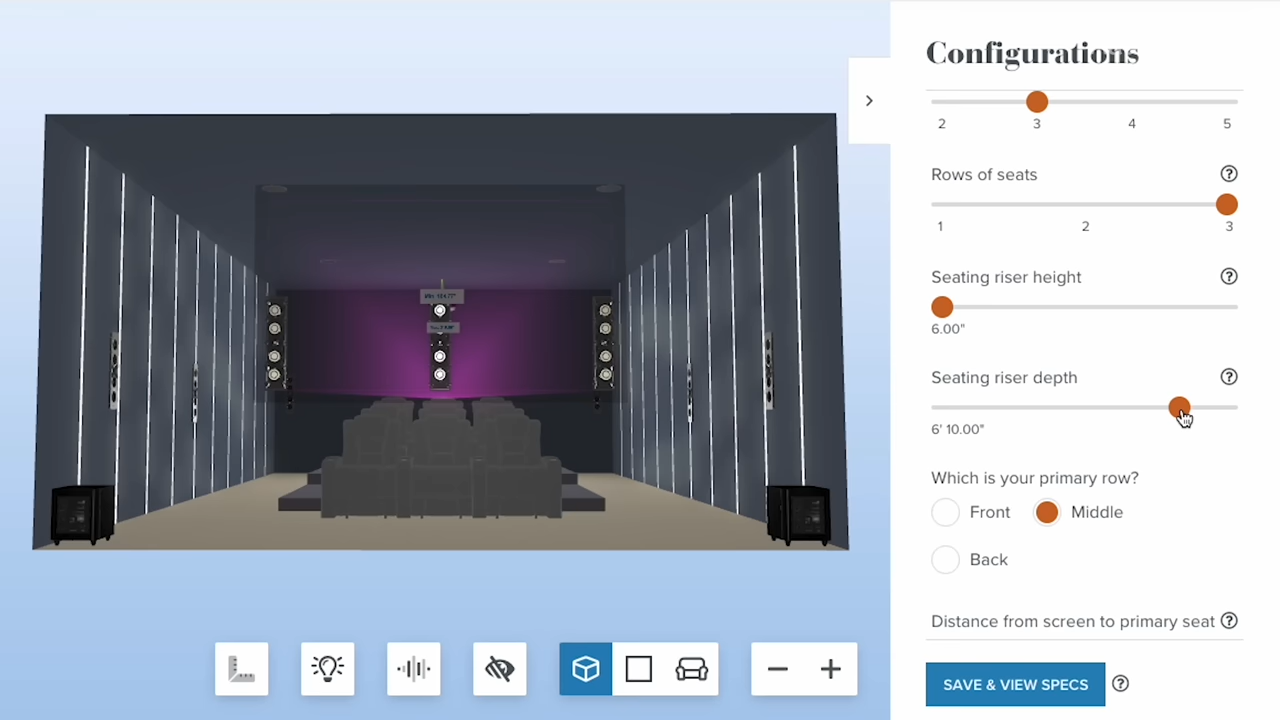 Configurations
2 3 4 5
Rows of seats
1 2 3
Seating riser height
6.00"
Seating riser depth
6' 10.00"
Which is your primary row?
Front Middle
Back
Distance from screen to primary seat
SAVE & VIEW SPECS